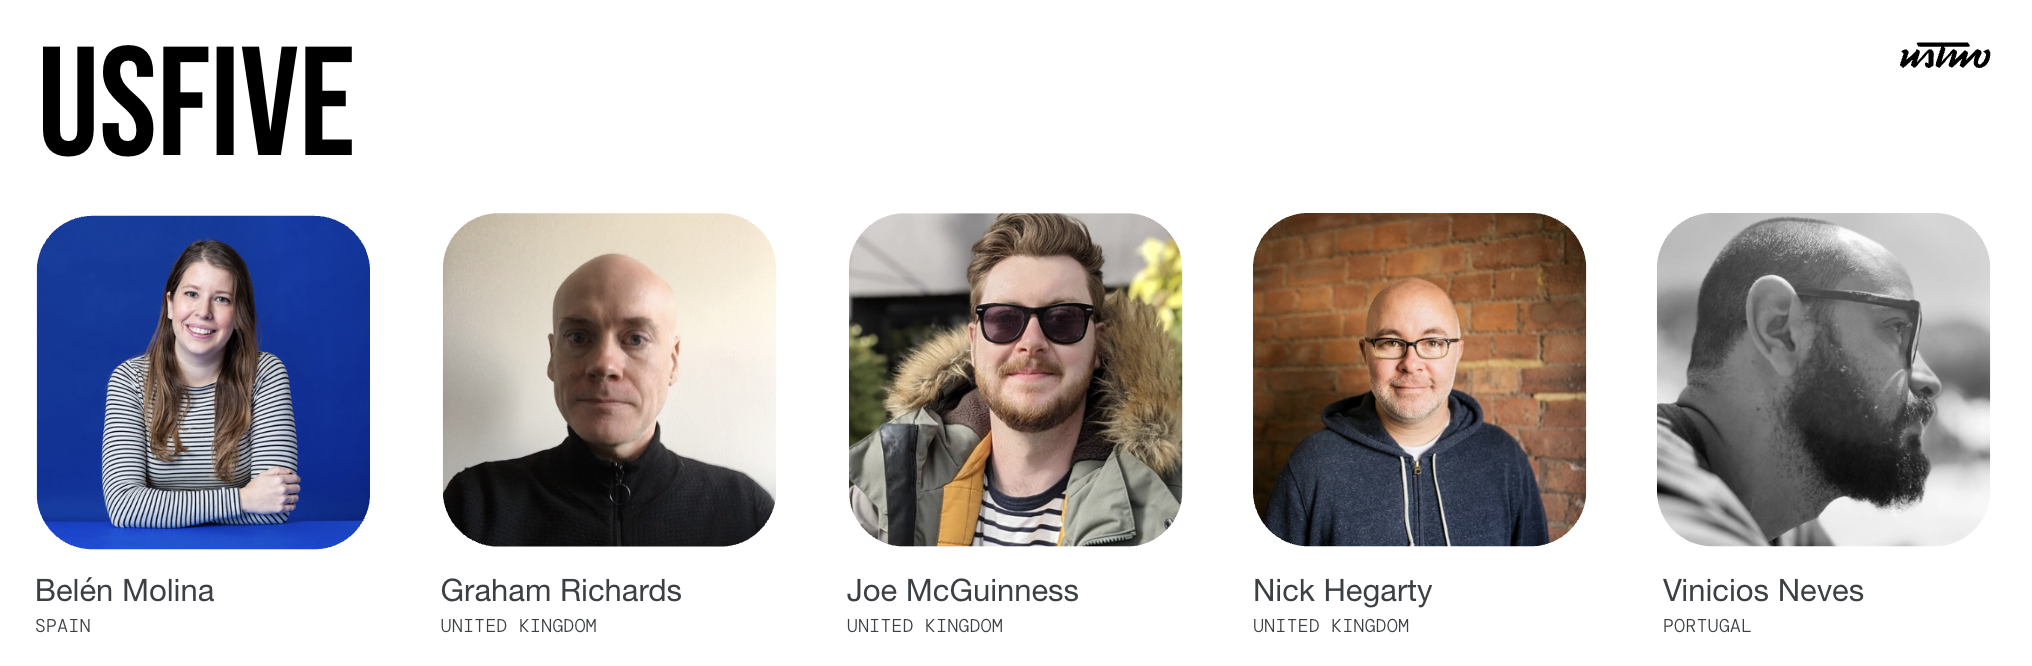 USFIVE
ustwo
Belén Molina
SPAIN
Graham Richards
UNITED KINGDOM
Joe McGuinness
UNITED KINGDOM
Nick Hegarty
UNITED KINGDOM
Vinicios Neves
PORTUGAL